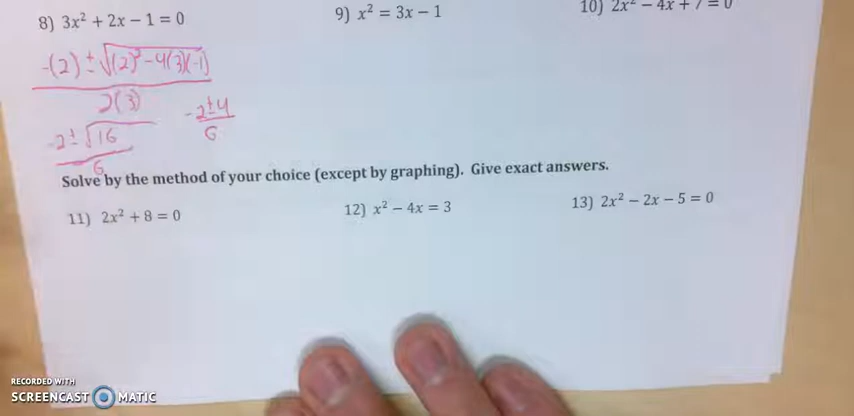 8) 3x² + 2x − 1 = 0
9) x² = 3x − 1
10) 2x² − 4x + 7 = 0
-(2) ± √(2)² -4(3)(-1)
2(3)
-2 ± √16
6
-2 ± 4
6
Solve by the method of your choice (except by graphing). Give exact answers.
11) 2x² + 8 = 0
12) x² − 4x = 3
13) 2x² − 2x − 5 = 0
RECORDED WITH
SCREENCAST MATIC